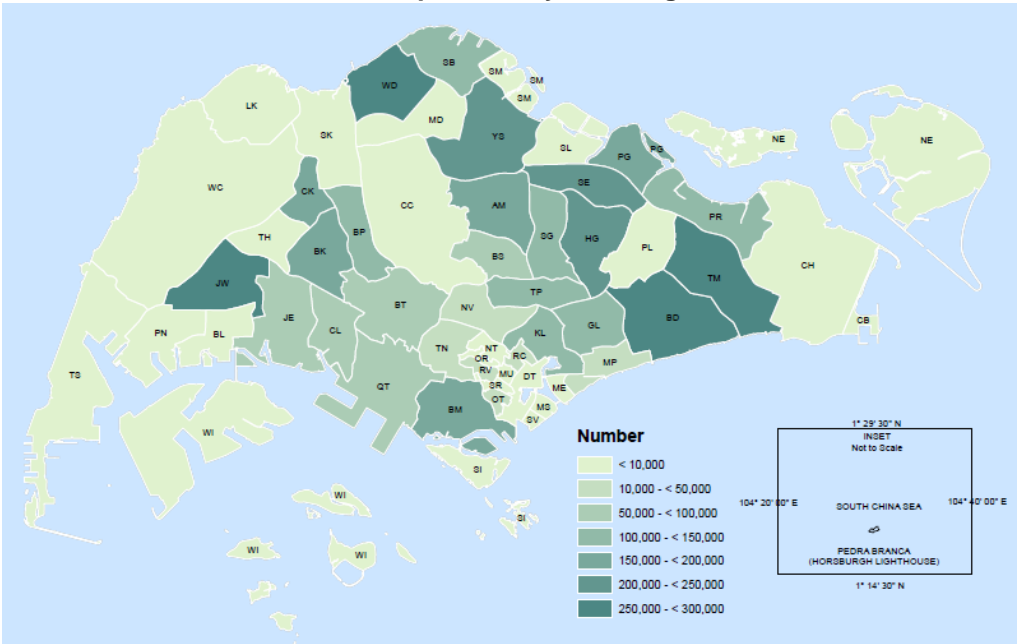 SB
SM
SM
WD
SM
LK
MD
SK
YS
NE
NE
SL
PG
PG
WC
CK
SE
CC
AM
PR
BP
SG
HG
TH
PL
BK
BS
CH
JW
TM
TP
BT
NV
BD
CB
PN
BL
JE
CL
KL
GL
TS
TN
NT
OR
RC
MP
RV
MU
DT
QT
SR
ME
OT
BM
MS
SV
WI
SI
WI
SI
WI
WI
Number
< 10,000
10,000 - < 50,000
50,000 - < 100,000
100,000 - < 150,000
150,000 - < 200,000
200,000 - < 250,000
250,000 - < 300,000
1° 29' 30" N
INSET
Not to Scale
104° 20' 00" E
104° 40' 00" E
SOUTH CHINA SEA
PEDRA BRANCA
(HORSBURGH LIGHTHOUSE)
1° 14' 30" N